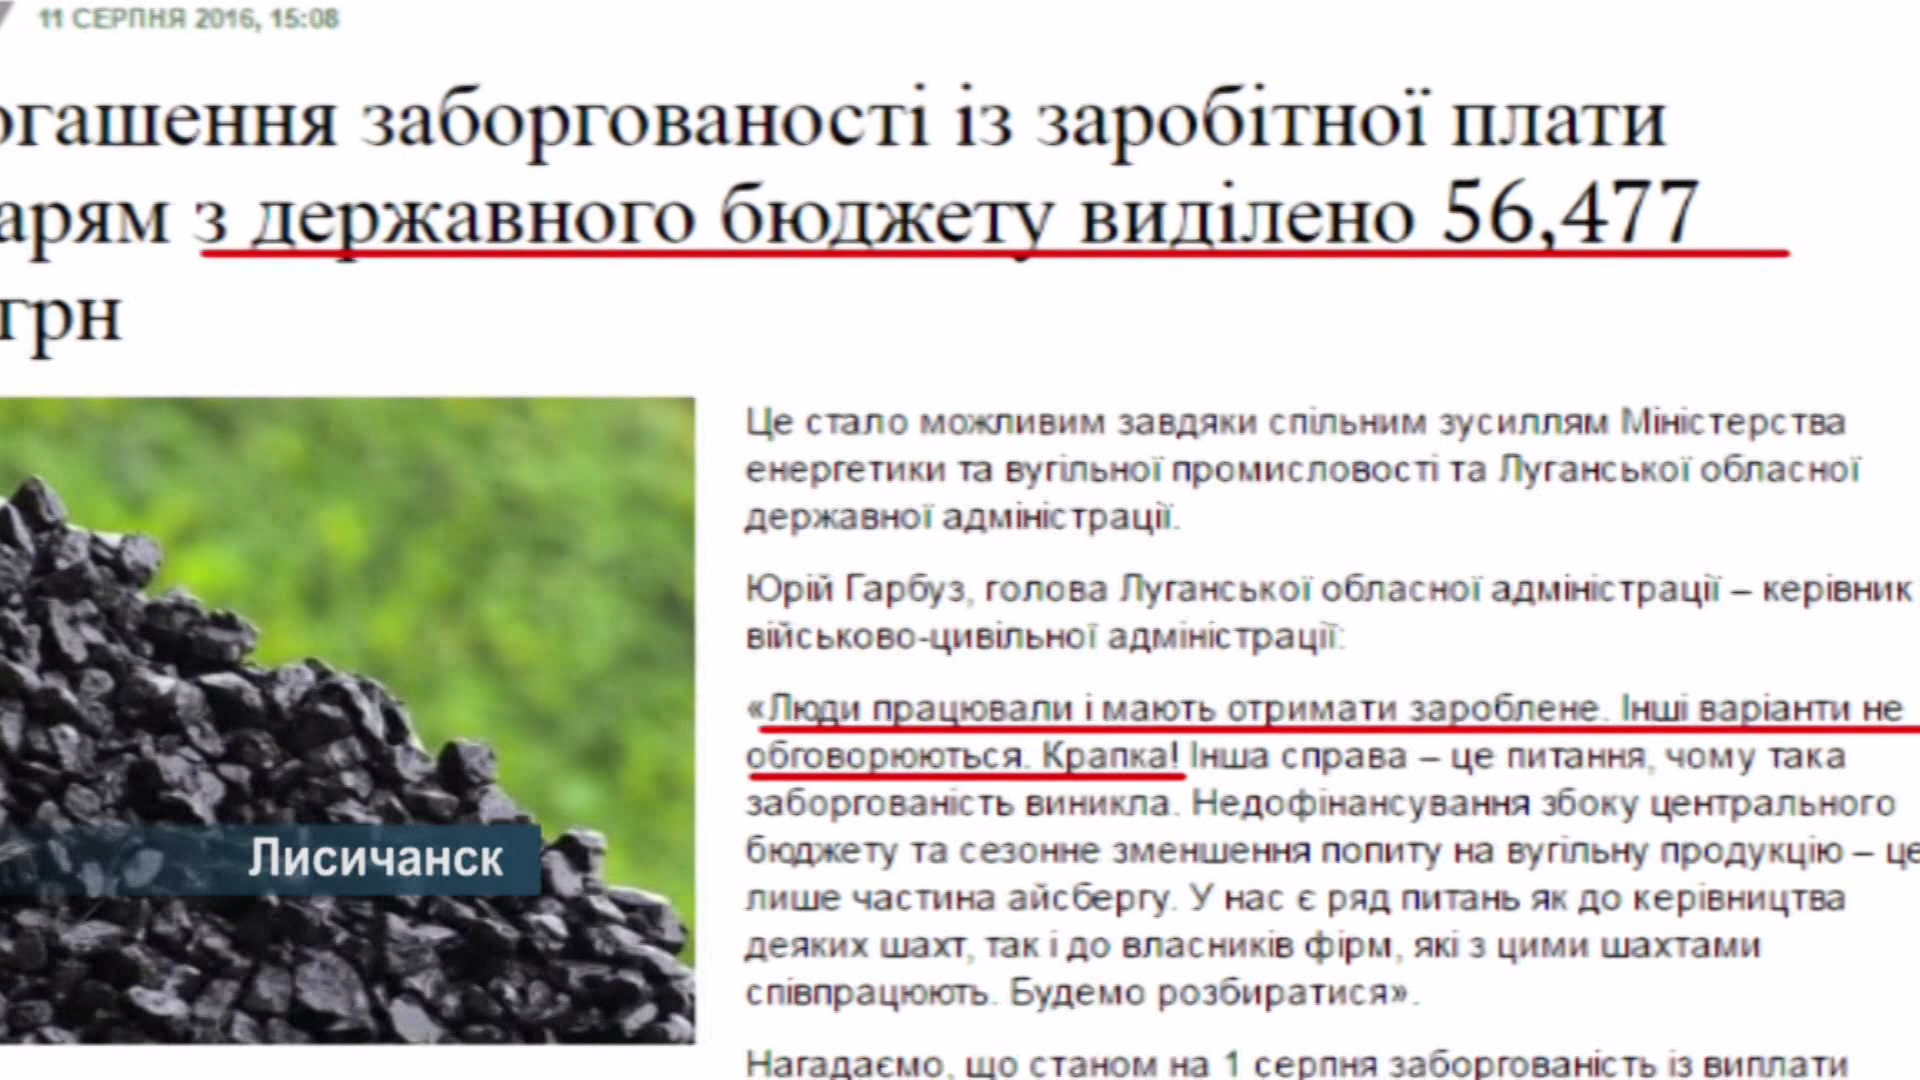 11 СЕРПНЯ 2016, 15:08
огашення заборгованості із заробітної плати
арям з державного бюджету виділено 56,477
грн
Це стало можливим завдяки спільним зусиллям Міністерства
енергетики та вугільної промисловості та Луганської обласної
державної адміністрації.
Юрій Гарбуз, голова Луганської обласної адміністрації – керівник
військово-цивільної адміністрації:
«Люди працювали і мають отримати зароблене. Інші варіанти не
обговорюються. Крапка! Інша справа – це питання, чому така
заборгованість виникла. Недофінансування збоку центрального
бюджету та сезонне зменшення попиту на вугільну продукцію – це
лише частина айсбергу. У нас є ряд питань як до керівництва
деяких шахт, так і до власників фірм, які з цими шахтами
співпрацюють. Будемо розбиратися».
Нагадаємо, що станом на 1 серпня заборгованість із виплати
Лисичанск